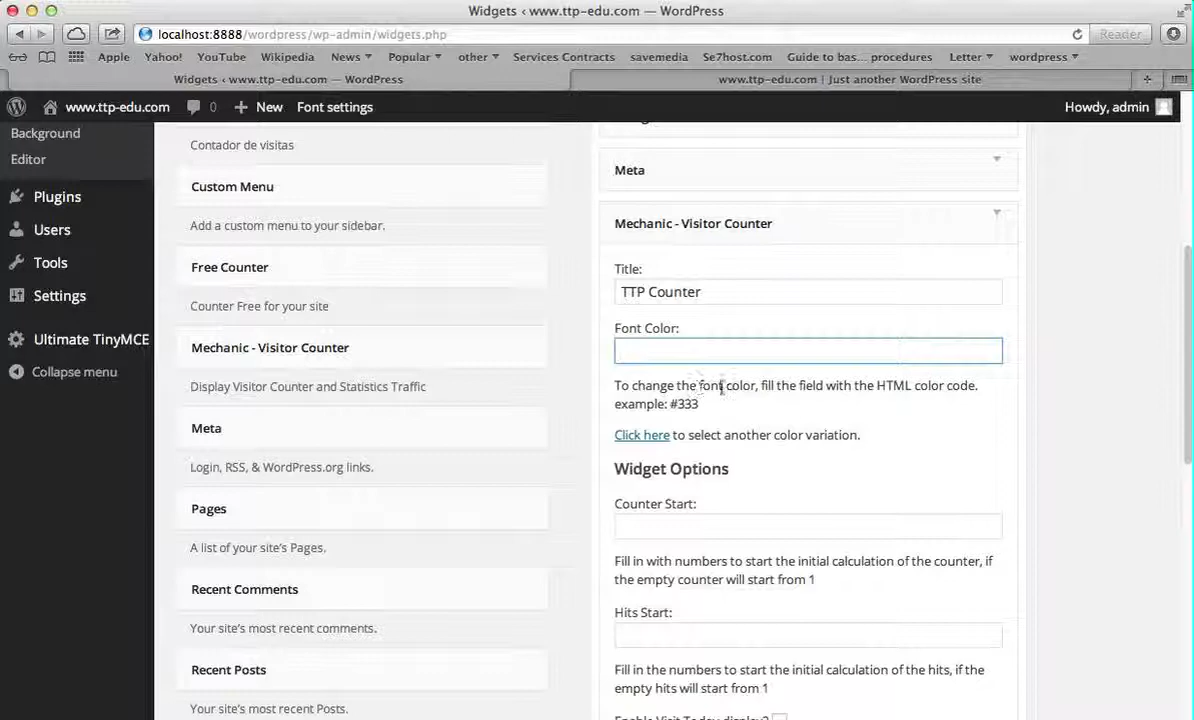 Widgets ‹ www.ttp-edu.com — WordPress
localhost:8888/wordpress/wp-admin/widgets.php
Reader
Apple Yahoo! YouTube Wikipedia News Popular other Services Contracts savemedia Se7host.com Guide to bas... procedures Letter wordpress
Widgets ‹ www.ttp-edu.com — WordPress
www.ttp-edu.com | Just another WordPress site
www.ttp-edu.com 0 + New Font settings Howdy, admin
Background
Editor
Plugins
Users
Tools
Settings
Ultimate TinyMCE
Collapse menu
Contador de visitas
Custom Menu
Add a custom menu to your sidebar.
Free Counter
Counter Free for your site
Mechanic - Visitor Counter
Display Visitor Counter and Statistics Traffic
Meta
Login, RSS, & WordPress.org links.
Pages
A list of your site's Pages.
Recent Comments
Your site's most recent comments.
Recent Posts
Your site's most recent Posts.
Meta
Mechanic - Visitor Counter
Title:
TTP Counter
Font Color:
To change the font color, fill the field with the HTML color code.
example: #333
Click here to select another color variation.
Widget Options
Counter Start:
Fill in with numbers to start the initial calculation of the counter, if
the empty counter will start from 1
Hits Start:
Fill in the numbers to start the initial calculation of the hits, if the
empty hits will start from 1
Enable Visit Today display?